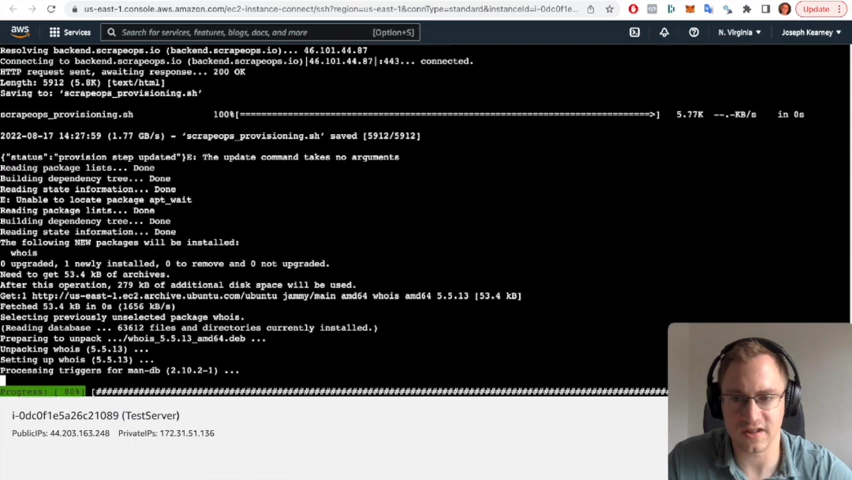 us-east-1.console.aws.amazon.com/ec2-instance-connect/ssh?region=us-east-1&connType=standard&instanceId=i-0dc0f1e5a26c21089...
Update
aws
Services
Search for services, features, blogs, docs, and more
[Option+S]
N. Virginia
Joseph Kearney
Resolving backend.scrapeops.io (backend.scrapeops.io)... 46.101.44.87
Connecting to backend.scrapeops.io (backend.scrapeops.io)|46.101.44.87|:443... connected.
HTTP request sent, awaiting response... 200 OK
Length: 5912 (5.8K) [text/html]
Saving to: ‘scrapeops_provisioning.sh’
scrapeops_provisioning.sh 100%[===================================================================================================>] 5.77K --.-KB/s in 0s
2022-08-17 14:27:59 (1.77 GB/s) - ‘scrapeops_provisioning.sh’ saved [5912/5912]
{"status":"provision step updated"}E: The update command takes no arguments
Reading package lists... Done
Building dependency tree... Done
Reading state information... Done
E: Unable to locate package apt_wait
Reading package lists... Done
Building dependency tree... Done
Reading state information... Done
The following NEW packages will be installed:
whois
0 upgraded, 1 newly installed, 0 to remove and 0 not upgraded.
Need to get 53.4 kB of archives.
After this operation, 279 kB of additional disk space will be used.
Get:1 http://us-east-1.ec2.archive.ubuntu.com/ubuntu jammy/main amd64 whois amd64 5.5.13 [53.4 kB]
Fetched 53.4 kB in 0s (1656 kB/s)
Selecting previously unselected package whois.
(Reading database ... 63612 files and directories currently installed.)
Preparing to unpack .../whois_5.5.13_amd64.deb ...
Unpacking whois (5.5.13) ...
Setting up whois (5.5.13) ...
Processing triggers for man-db (2.10.2-1) ...
Progress: [ 80%] [##########################################################################################
i-0dc0f1e5a26c21089 (TestServer)
PublicIPs: 44.203.163.248 PrivateIPs: 172.31.51.136